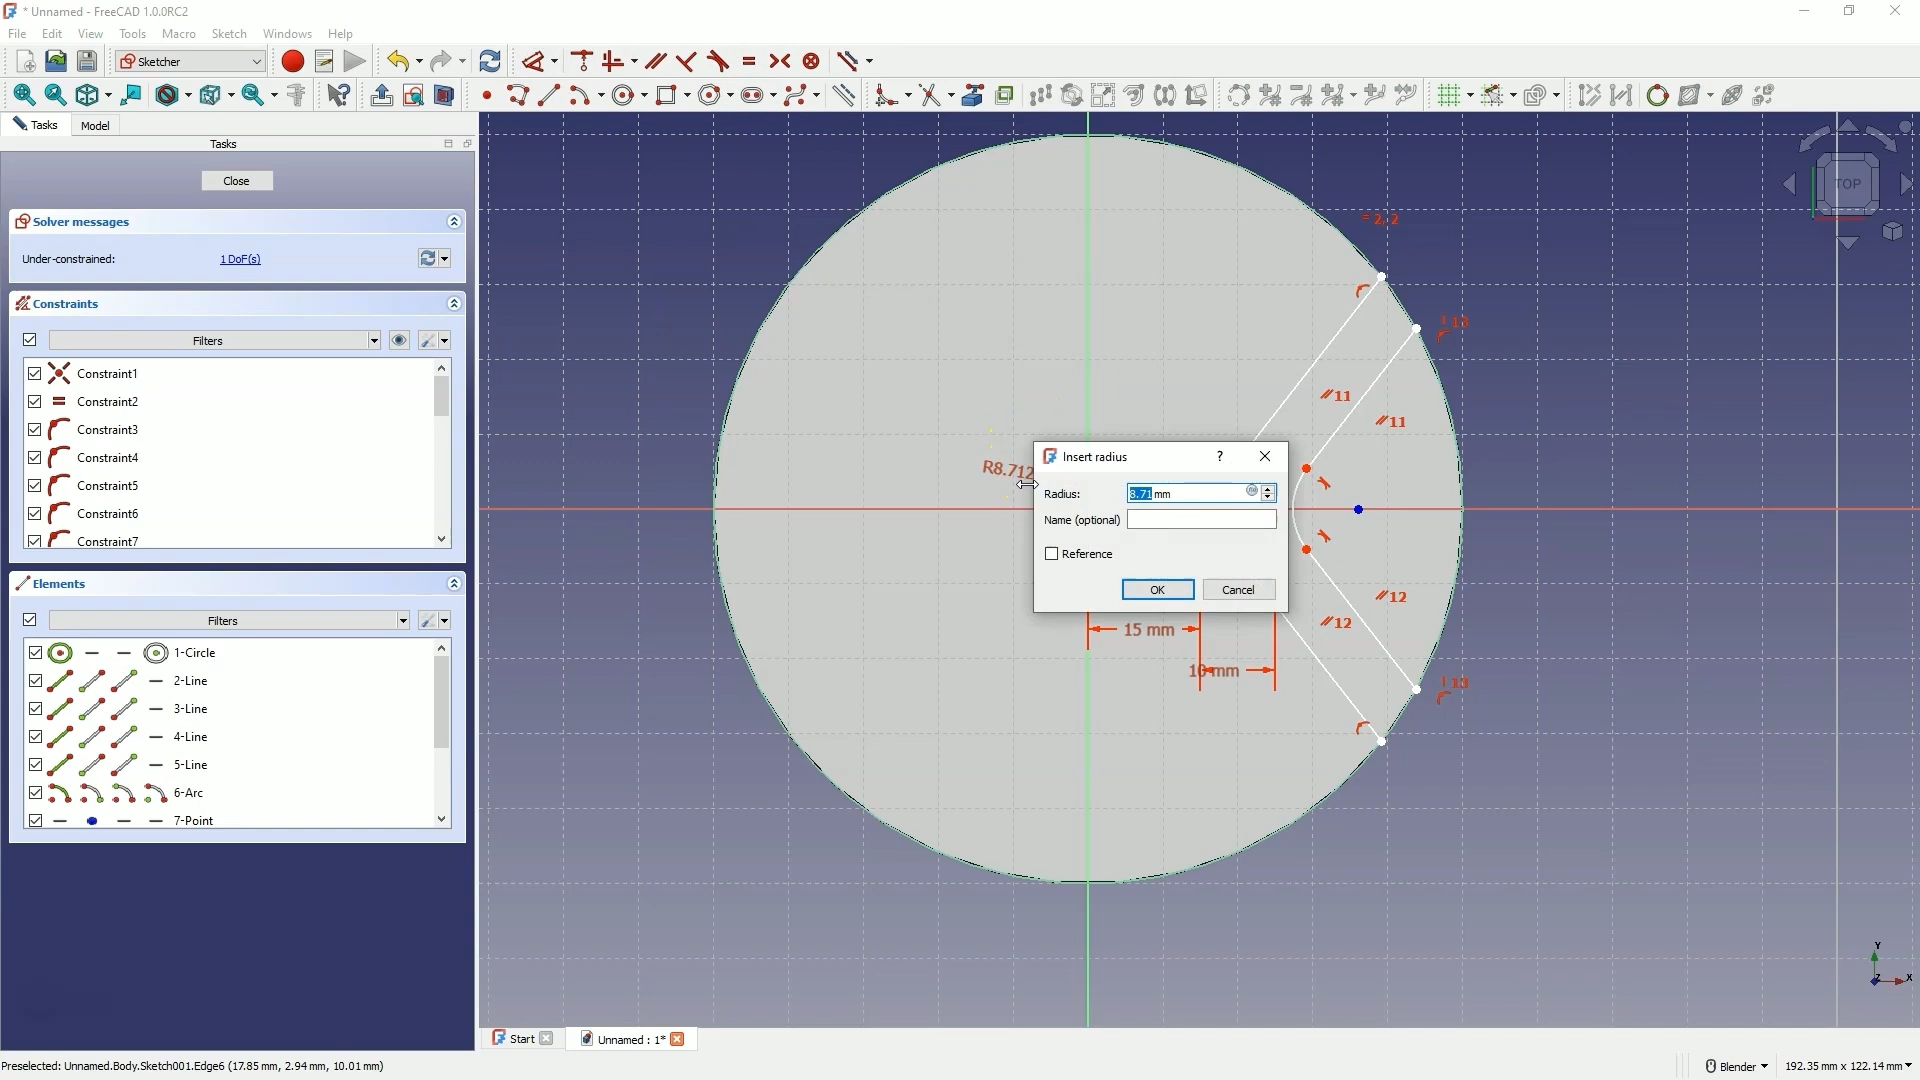 * Unnamed - FreeCAD 1.0.0RC2
File Edit View Tools Macro Sketch Windows Help
Sketcher
Tasks Model
Tasks
Close
Solver messages
Under-constrained: 1 DoF(s)
Constraints
Filters
Constraint1
Constraint2
Constraint3
Constraint4
Constraint5
Constraint6
Constraint7
Elements
Filters
1-Circle
2-Line
3-Line
4-Line
5-Line
6-Arc
7-Point
TOP
= 2, 2
13
11
11
R8.712
Insert radius ?
Radius: 8.71 mm
Name (optional)
Reference
OK Cancel
12
12
15 mm
10 mm
13
Y
Z X
Start Unnamed : 1*
Preselected: Unnamed.Body.Sketch001.Edge6 (17.85 mm, 2.94 mm, 10.01 mm)
Blender 192.35 mm x 122.14 mm